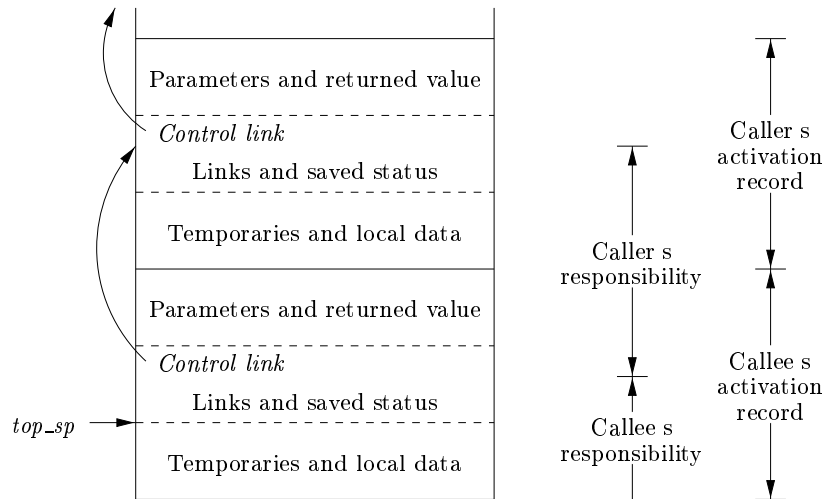 Parameters and returned value
Control link
Links and saved status
Temporaries and local data
Parameters and returned value
Control link
Links and saved status
top_sp
Temporaries and local data
Caller s
responsibility
Callee s
responsibility
Caller s
activation
record
Callee s
activation
record